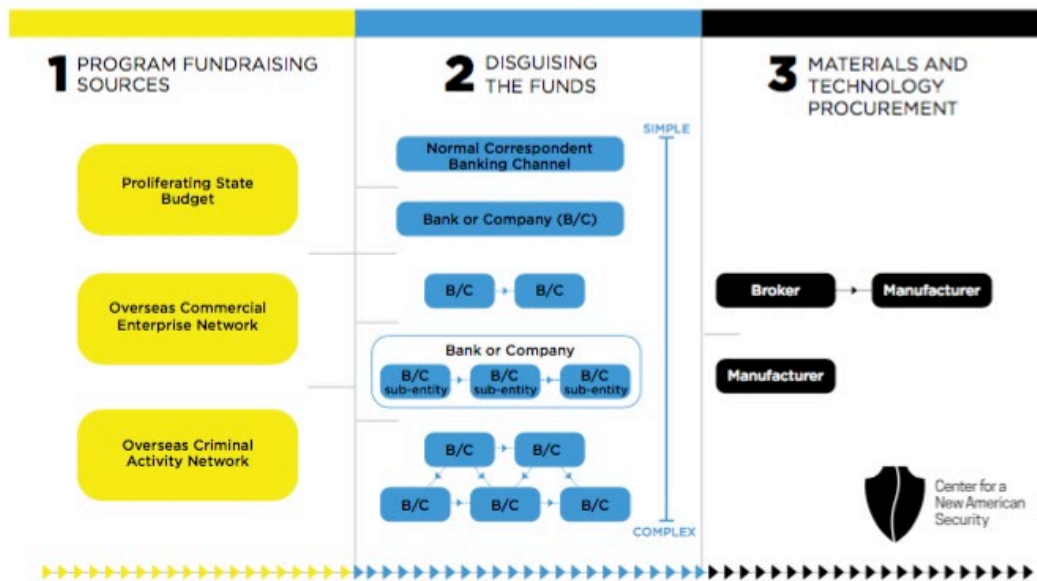 1 PROGRAM FUNDRAISING
SOURCES
Proliferating State
Budget
Overseas Commercial
Enterprise Network
Overseas Criminal
Activity Network
2 DISGUISING
THE FUNDS
SIMPLE
Normal Correspondent
Banking Channel
Bank or Company (B/C)
B/C B/C
Bank or Company
B/C B/C B/C
sub-entity sub-entity sub-entity
B/C B/C
B/C B/C B/C
COMPLEX
3 MATERIALS AND
TECHNOLOGY
PROCUREMENT
Broker Manufacturer
Manufacturer
Center for a
New American
Security